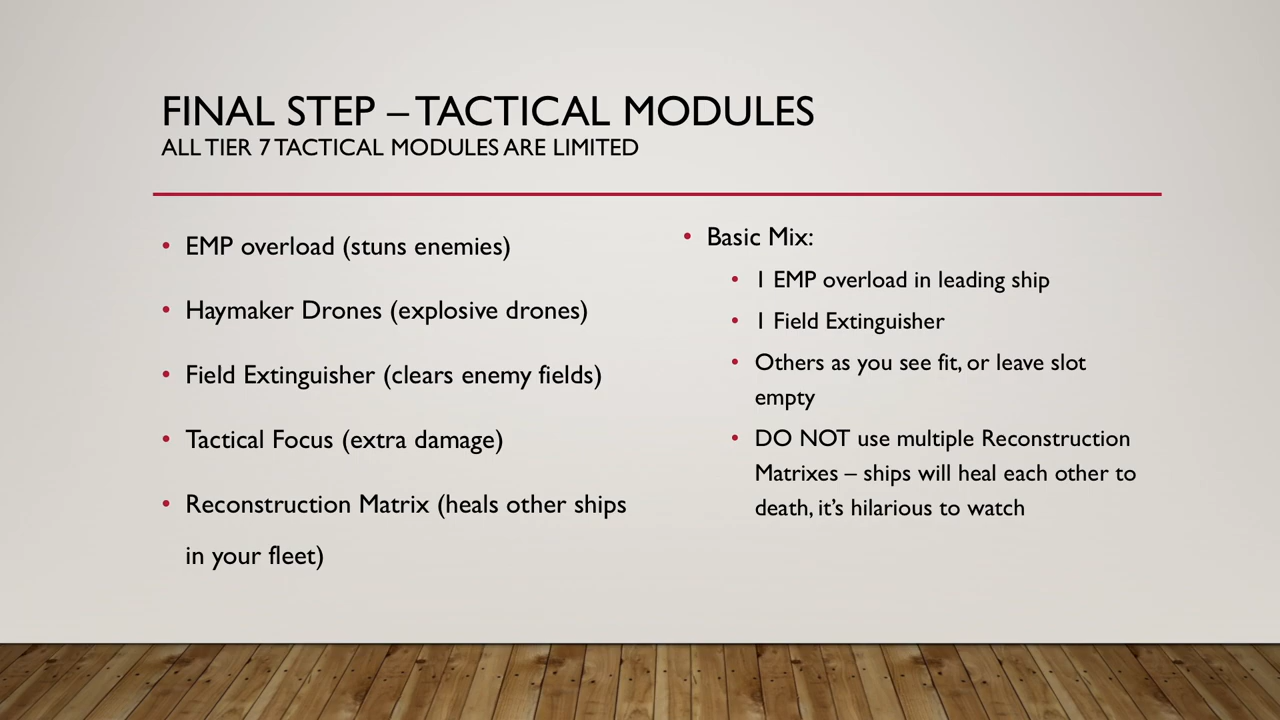 FINAL STEP – TACTICAL MODULES
ALL TIER 7 TACTICAL MODULES ARE LIMITED
• EMP overload (stuns enemies)
• Haymaker Drones (explosive drones)
• Field Extinguisher (clears enemy fields)
• Tactical Focus (extra damage)
• Reconstruction Matrix (heals other ships
in your fleet)
• Basic Mix:
• 1 EMP overload in leading ship
• 1 Field Extinguisher
• Others as you see fit, or leave slot
empty
• DO NOT use multiple Reconstruction
Matrixes – ships will heal each other to
death, it’s hilarious to watch